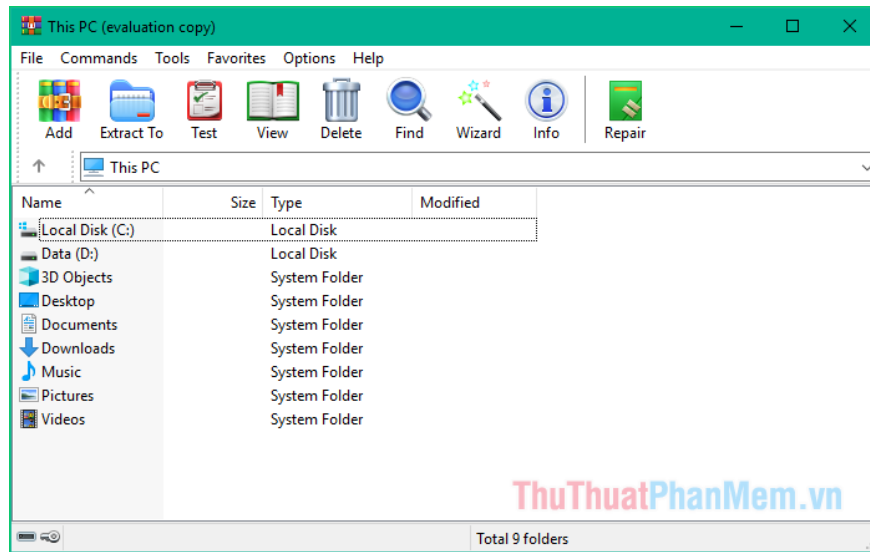 This PC (evaluation copy)
File Commands Tools Favorites Options Help
Add Extract To Test View Delete Find Wizard Info Repair
This PC
Name Size Type Modified
Local Disk (C:) Local Disk
Data (D:) Local Disk
3D Objects System Folder
Desktop System Folder
Documents System Folder
Downloads System Folder
Music System Folder
Pictures System Folder
Videos System Folder
ThuThuatPhanMem.vn
Total 9 folders